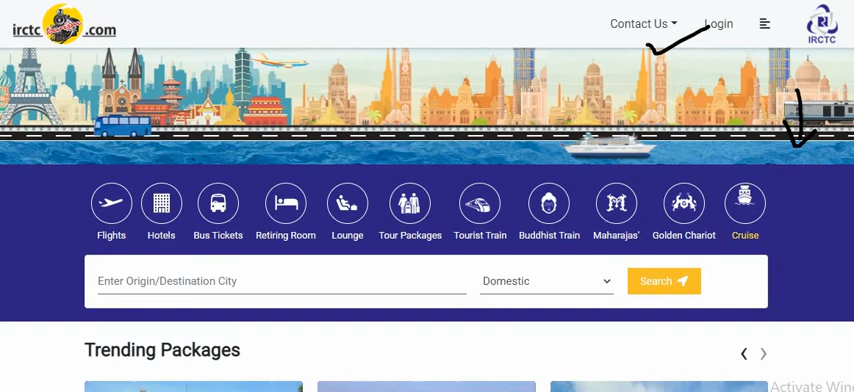 irctc tourism .com
Contact Us Login
IRCTC
Flights Hotels Bus Tickets Retiring Room Lounge Tour Packages Tourist Train Buddhist Train Maharajas' Golden Chariot Cruise
Enter Origin/Destination City Domestic Search
Trending Packages
Activate Win